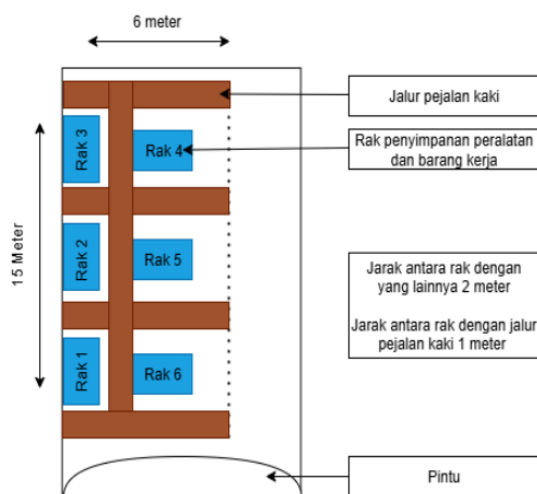 6 meter
Jalur pejalan kaki
Rak 3
Rak 4
Rak penyimpanan peralatan
dan barang kerja
15 Meter
Rak 2
Rak 5
Jarak antara rak dengan
yang lainnya 2 meter
Jarak antara rak dengan jalur
pejalan kaki 1 meter
Rak 1
Rak 6
Pintu